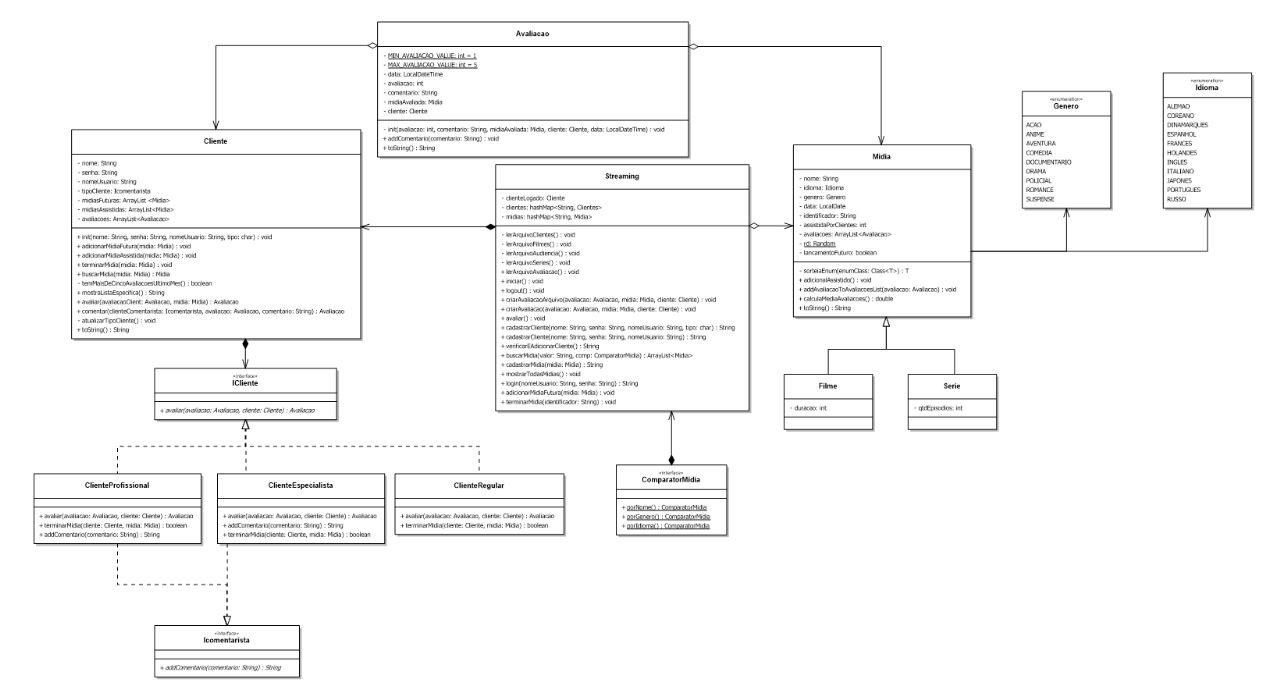 Avaliacao
- MIN_AVALIACAO_VALUE: int = 1
- MAX_AVALIACAO_VALUE: int = 5
- data: LocalDateTime
- avaliacao: int
- comentario: String
- midiaAvaliada: Midia
- cliente: Cliente
- init(avaliacao: int, comentario: String, midiaAvaliada: Midia, cliente: Cliente, data: LocalDateTime) : void
+ addComentario(comentario: String) : void
+ toString() : String
Cliente
- nome: String
- senha: String
- nomeUsuario: String
- tipoCliente: Icomentarista
- midiasFuturas: ArrayList <Midia>
- midiasAssistidas: ArrayList<Midia>
- avaliacoes: ArrayList<Avaliacao>
+ init(nome: String, senha: String, nomeUsuario: String, tipo: char) : void
+ adicionarMidiaFutura(midia: Midia) : void
+ adicionarMidiaAssistida(midia: Midia) : void
+ terminarMidia(midia: Midia) : void
+ buscarMidia(midia: Midia) : Midia
- temMaisDeCincoAvaliacoesUltimoMes() : boolean
+ mostraListaEspecifica() : String
+ avaliar(avaliacaoClient: Avaliacao, midia: Midia) : Avaliacao
+ comentar(clienteComentarista: Icomentarista, avaliacao: Avaliacao, comentario: String) : Avaliacao
- atualizarTipoCliente() : void
+ toString() : String
Streaming
- clienteLogado: Cliente
- clientes: hashMap<String, Clientes>
- midias: hashMap<String, Midia>
- lerArquivoClientes() : void
- lerArquivoFilmes() : void
- lerArquivoAudiencia() : void
- lerArquivoSeries() : void
+ lerArquivoAvaliacao() : void
+ iniciar() : void
+ logout() : void
+ criarAvaliacaoArquivo(avaliacao: Avaliacao, midia: Midia, cliente: Cliente) : void
+ criarAvaliacao(avaliacao: Avaliacao, midia: Midia, cliente: Cliente) : void
+ avaliar() : void
+ cadastrarCliente(nome: String, senha: String, nomeUsuario: String, tipo: char) : String
+ cadastrarCliente(nome: String, senha: String, nomeUsuario: String) : String
+ verificarEAdicionarCliente() : String
+ buscarMidia(valor: String, comp: ComparatorMidia) : ArrayList<Midia>
+ cadastrarMidia(midia: Midia) : String
+ mostrarTodasMidias() : void
+ login(nomeUsuario: String, senha: String) : String
+ adicionarMidiaFutura(midia: Midia) : void
+ terminarMidia(identificador: String) : void
Midia
- nome: String
- idioma: Idioma
- genero: Genero
- data: LocalDate
- identificador: String
- assistidaPorClientes: int
- avaliacoes: ArrayList<Avaliacao>
- rd: Random
- lancamentoFuturo: boolean
- sorteiaEnum(enumClass: Class<T>) : T
+ adicionalAssistido() : void
+ addAvaliacaoToAvaliacoesList(avaliacao: Avaliacao) : void
+ calculaMediaAvaliacoes() : double
+ toString() : String
«enumeration»
Genero
ACAO
ANIME
AVENTURA
COMEDIA
DOCUMENTARIO
DRAMA
POLICIAL
ROMANCE
SUSPENSE
«enumeration»
Idioma
ALEMAO
COREANO
DINAMARQUES
ESPANHOL
FRANCES
HOLANDES
INGLES
ITALIANO
JAPONES
PORTUGUES
RUSSO
Filme
- duracao: int
Serie
- qtdEpisodios: int
«interface»
ICliente
+ avaliar(avaliacao: Avaliacao, cliente: Cliente) : Avaliacao
ClienteProfissional
+ avaliar(avaliacao: Avaliacao, cliente: Cliente) : Avaliacao
+ terminarMidia(cliente: Cliente, midia: Midia) : boolean
+ addComentario(comentario: String) : String
ClienteEspecialista
+ avaliar(avaliacao: Avaliacao, cliente: Cliente) : Avaliacao
+ addComentario(comentario: String) : String
+ terminarMidia(cliente: Cliente, midia: Midia) : boolean
ClienteRegular
+ avaliar(avaliacao: Avaliacao, cliente: Cliente) : Avaliacao
+ terminarMidia(cliente: Cliente, midia: Midia) : boolean
«interface»
ComparatorMidia
+ porNome() : ComparatorMidia
+ porGenero() : ComparatorMidia
+ porIdioma() : ComparatorMidia
«interface»
Icomentarista
+ addComentario(comentario: String) : String